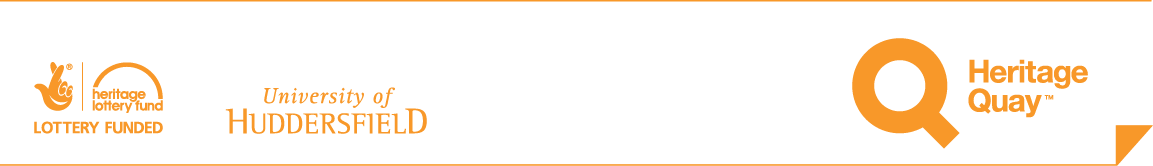 heritage
lottery fund
LOTTERY FUNDED
University of
HUDDERSFIELD
Heritage
Quay™